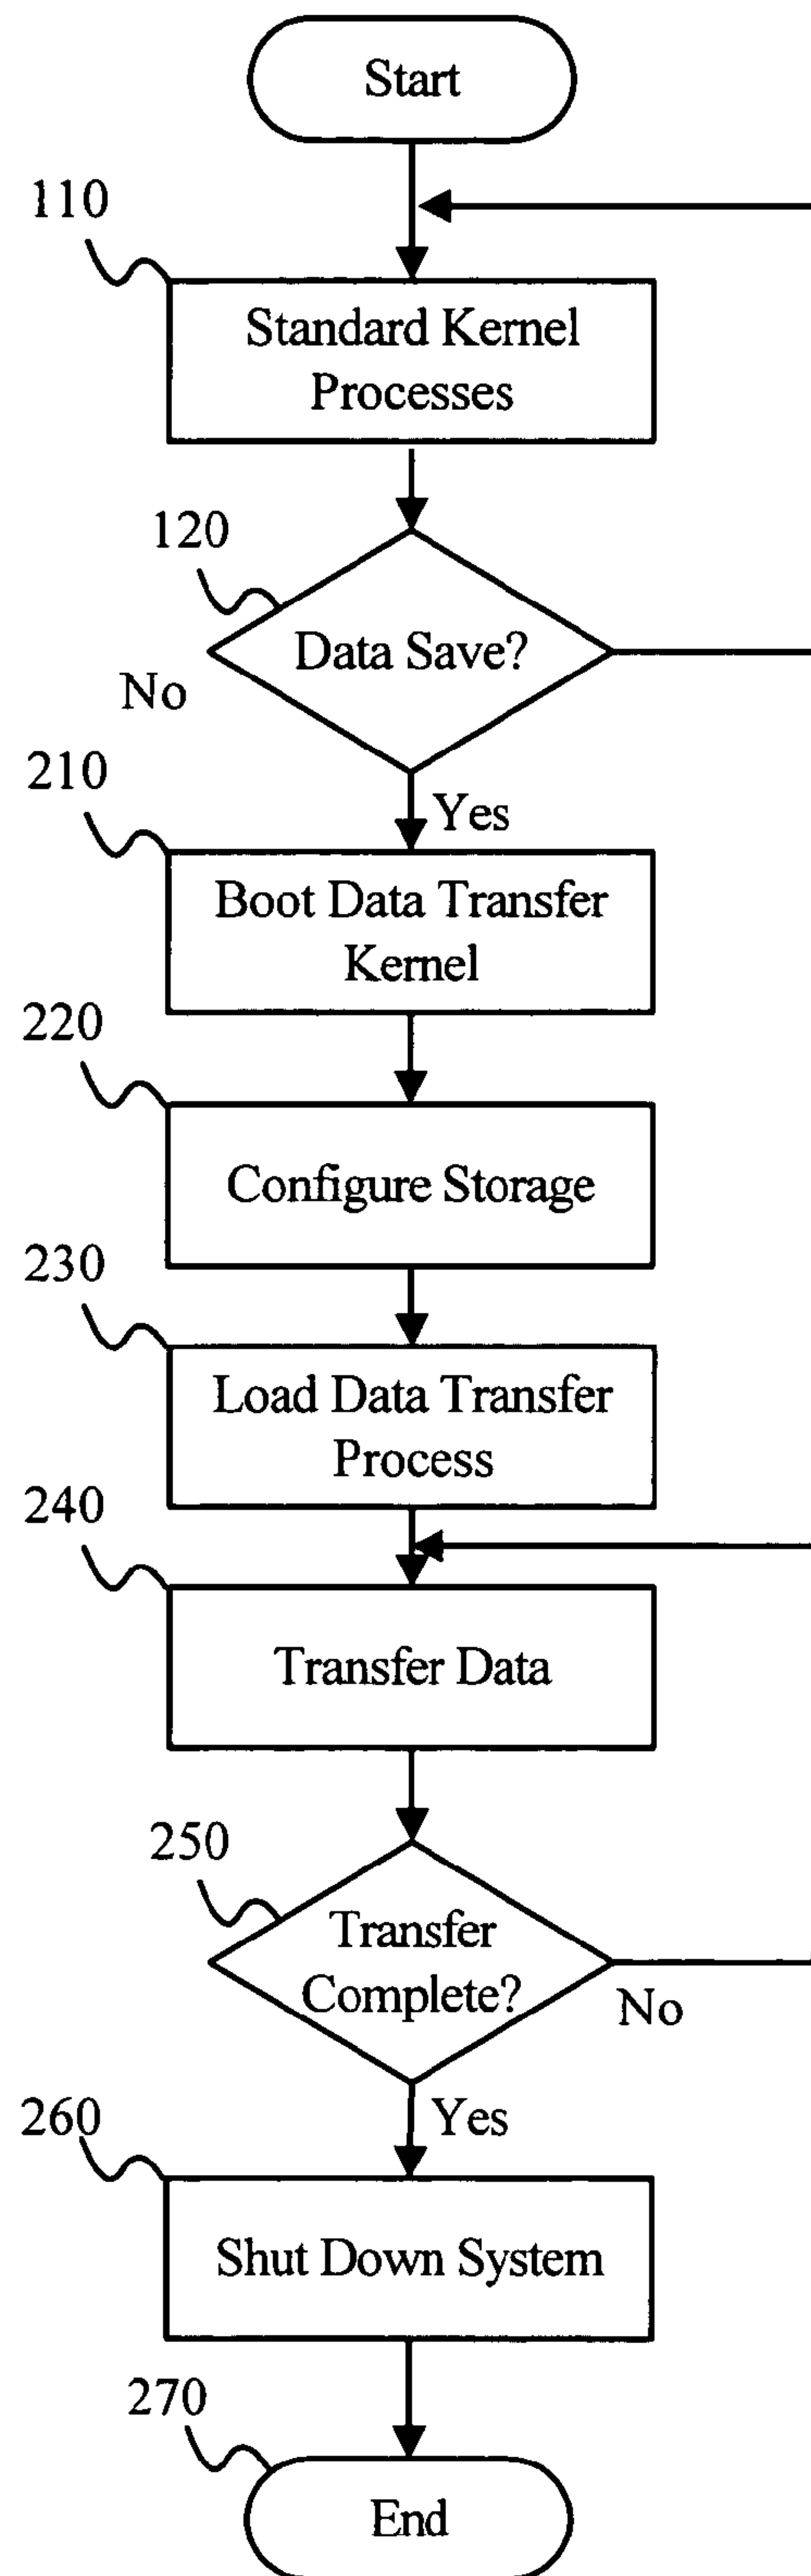 Start
110
Standard Kernel
Processes
120
Data Save?
No
Yes
210
Boot Data Transfer
Kernel
220
Configure Storage
230
Load Data Transfer
Process
240
Transfer Data
250
Transfer
Complete?
No
Yes
260
Shut Down System
270
End